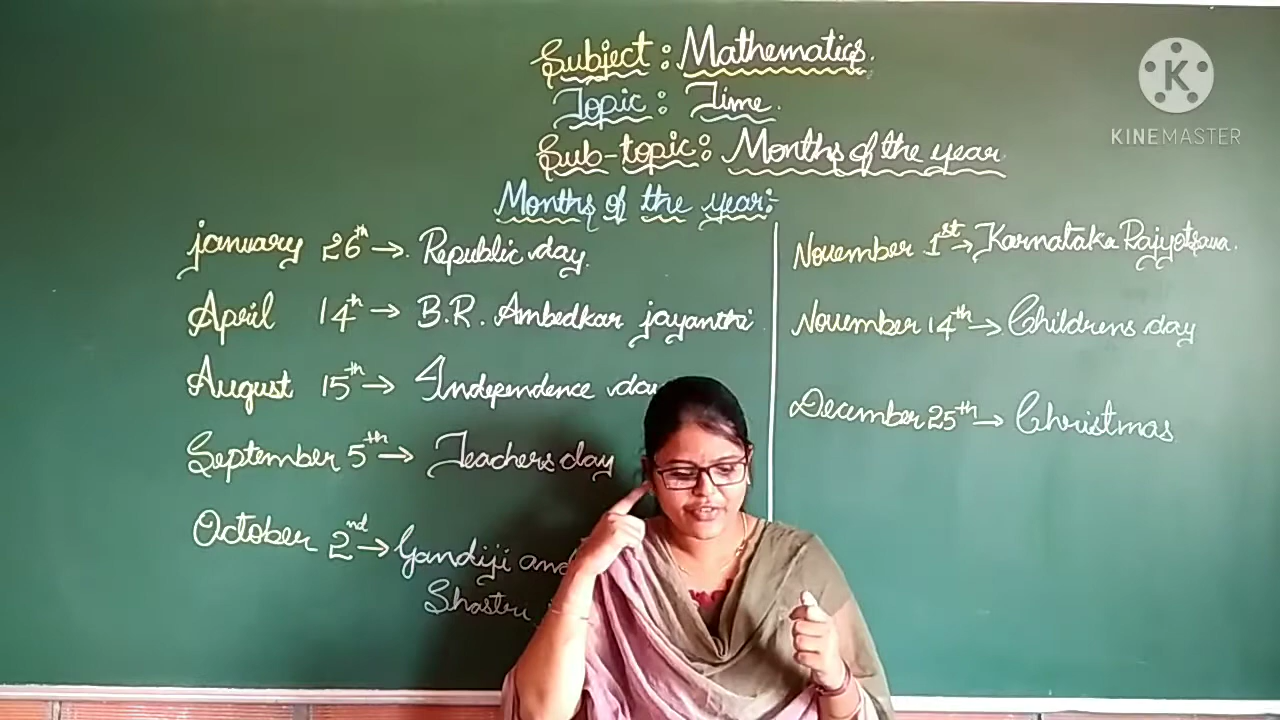 Subject : Mathematics.
Topic : Time.
Sub-topic : Months of the year
Months of the year:-
january 26th → Republic day.
April 14th → B.R. Ambedkar jayanthi
August 15th → Independence day
September 5th → Teachers day
October 2nd → Gandiji and
Shastri
November 1st → Karnataka Rajyotsava.
November 14th → Childrens day
December 25th → Christmas
K
KINEMASTER